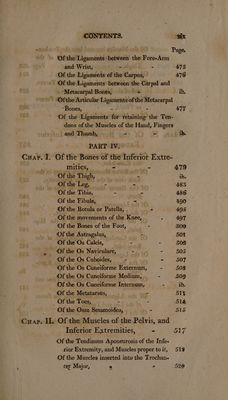 CONTENTS. xix
Page.
Of the Ligaments between the Fore-Arm
and Wrist, - - 473
Of the Ligaments of the Carpus, 476
Of the Ligaments between the Carpal and
Metacarpal Bones, - ib.
Of the Articular Ligaments of the Metacarpal
Bones, - - 477
Of the Ligaments for retaining the Ten-
dons of the Muscles of the Hand, Fingers
and Thumb, - - ib.
PART IV.
Chap. I. Of the Bones of the Inferior Extre-
mities, - 479
Of the Thigh, - ib.
Of the Leg, - 485
Of the Tibia, - 486
Of the Fibula, - 490
Of the Rotula or Patella, - 494
Of the movements of the Knee, - 497
Of the Bones of the Foot, 500
Of the Astragalus, 501
Of the Os Calcis, 503
Of the Os Naviculare, 505
Of the Os Cuboides, 507
Of the Os Cuneiforme Externum, 508
Of the Os Cuneiforme Medium, 509
Of the Os Cuneiforme Internum, ib.
Of the Metatarsus, 511
Of the Toes, 514
Of the Ossa Sesamoidea, 515
Chap. II. Of the Muscles of the Pelvis, and
Inferior Extremities, - 517
Of the Tendinous Aponeurosis of the Infe-
rior Extremity, and Muscles proper to it, 518
Of the Muscles inserted into the Trochan-
ter Major, 520